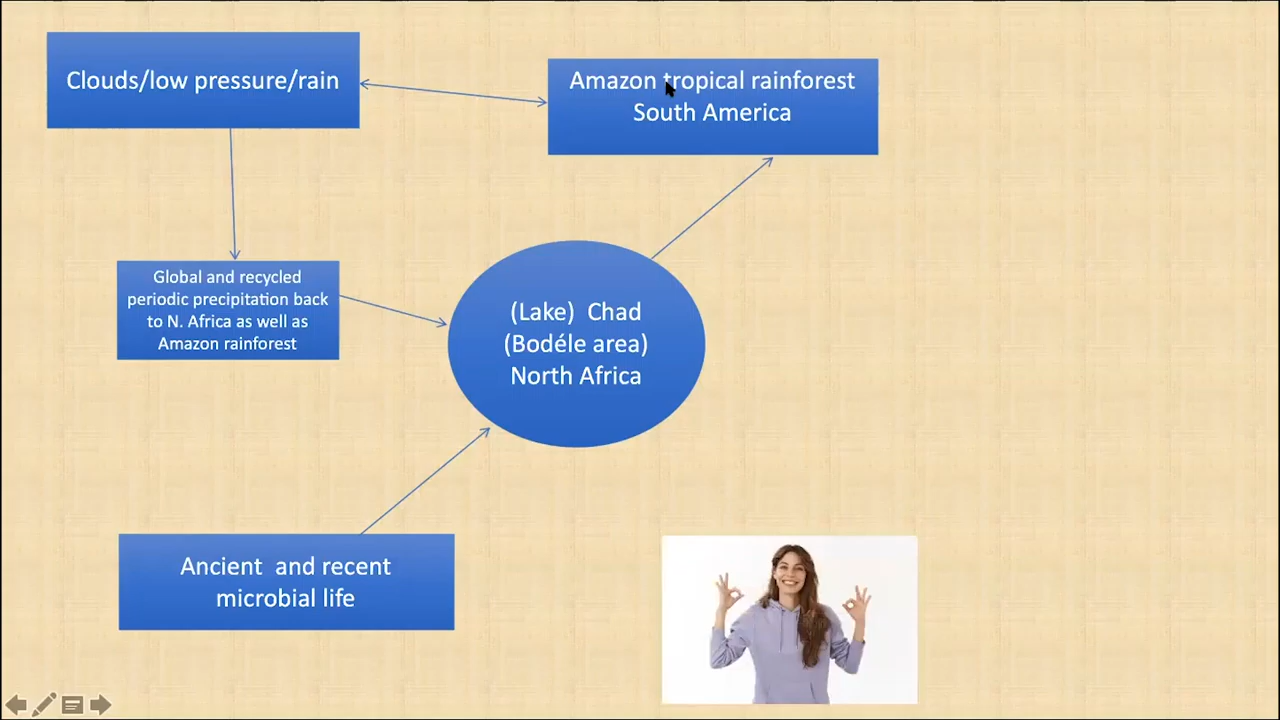 Clouds/low pressure/rain
Amazon tropical rainforest
South America
Global and recycled
periodic precipitation back
to N. Africa as well as
Amazon rainforest
(Lake)  Chad
(Bodéle area)
North Africa
Ancient  and recent
microbial life